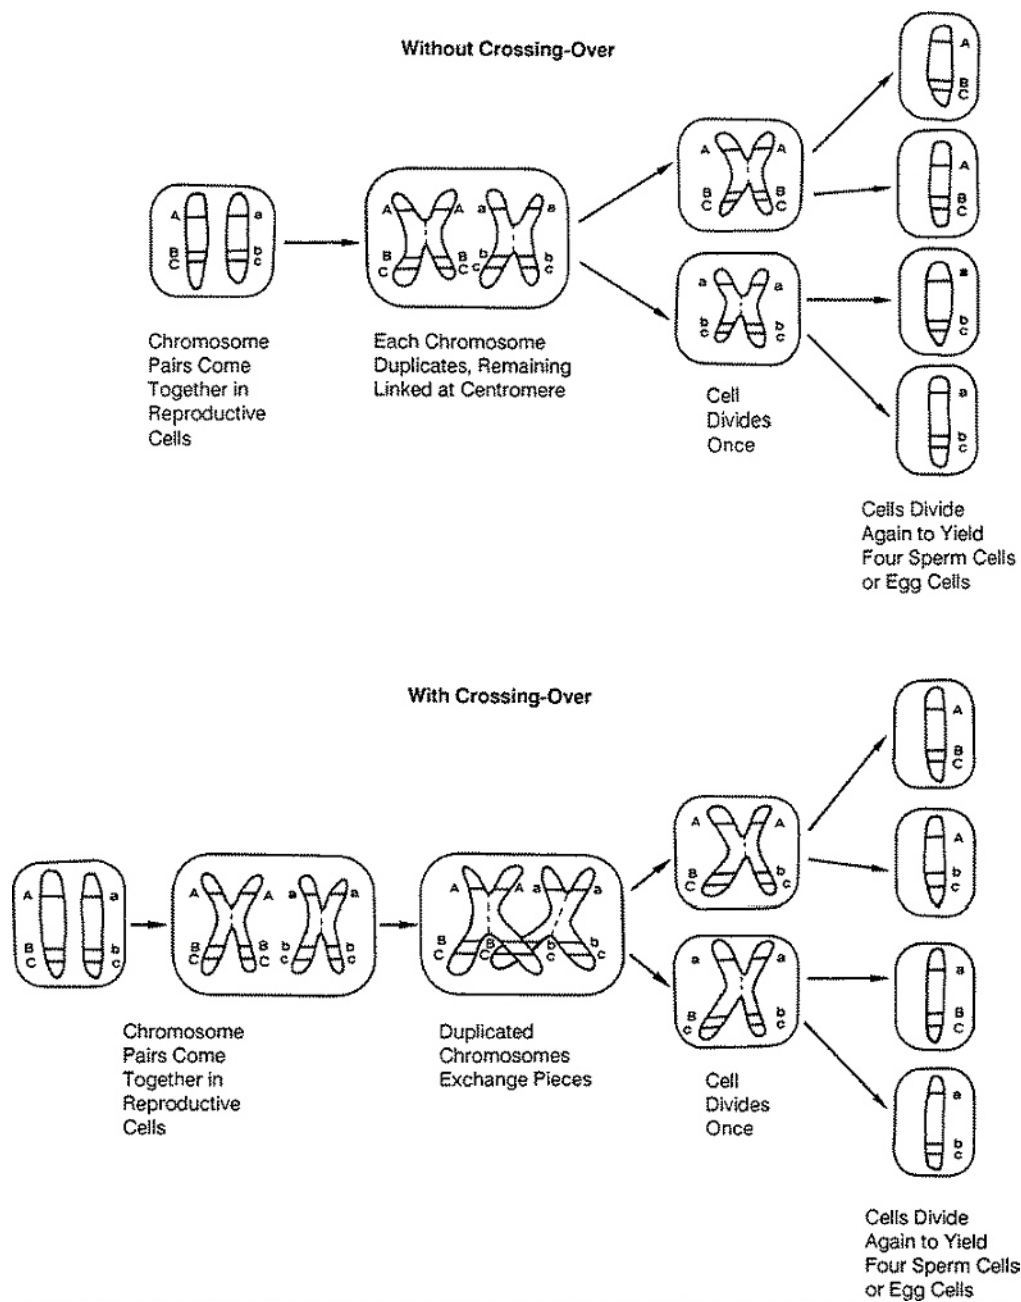 Without Crossing-Over
A
B
C
a
b
c
A
B
C
A
B
C
a
b
c
a
b
c
A
B
C
A
B
C
a
b
c
a
b
c
A
B
C
A
B
C
a
b
c
a
b
c
Chromosome
Pairs Come
Together in
Reproductive
Cells
Each Chromosome
Duplicates, Remaining
Linked at Centromere
Cell
Divides
Once
Cells Divide
Again to Yield
Four Sperm Cells
or Egg Cells
With Crossing-Over
A
B
C
a
b
c
A
B
C
A
B
C
a
b
c
a
b
c
A
B
C
A
B
C
a
b
c
a
b
c
A
B
C
A
b
c
a
B
c
a
b
c
A
B
C
A
b
c
a
B
C
a
b
c
Chromosome
Pairs Come
Together in
Reproductive
Cells
Duplicated
Chromosomes
Exchange Pieces
Cell
Divides
Once
Cells Divide
Again to Yield
Four Sperm Cells
or Egg Cells